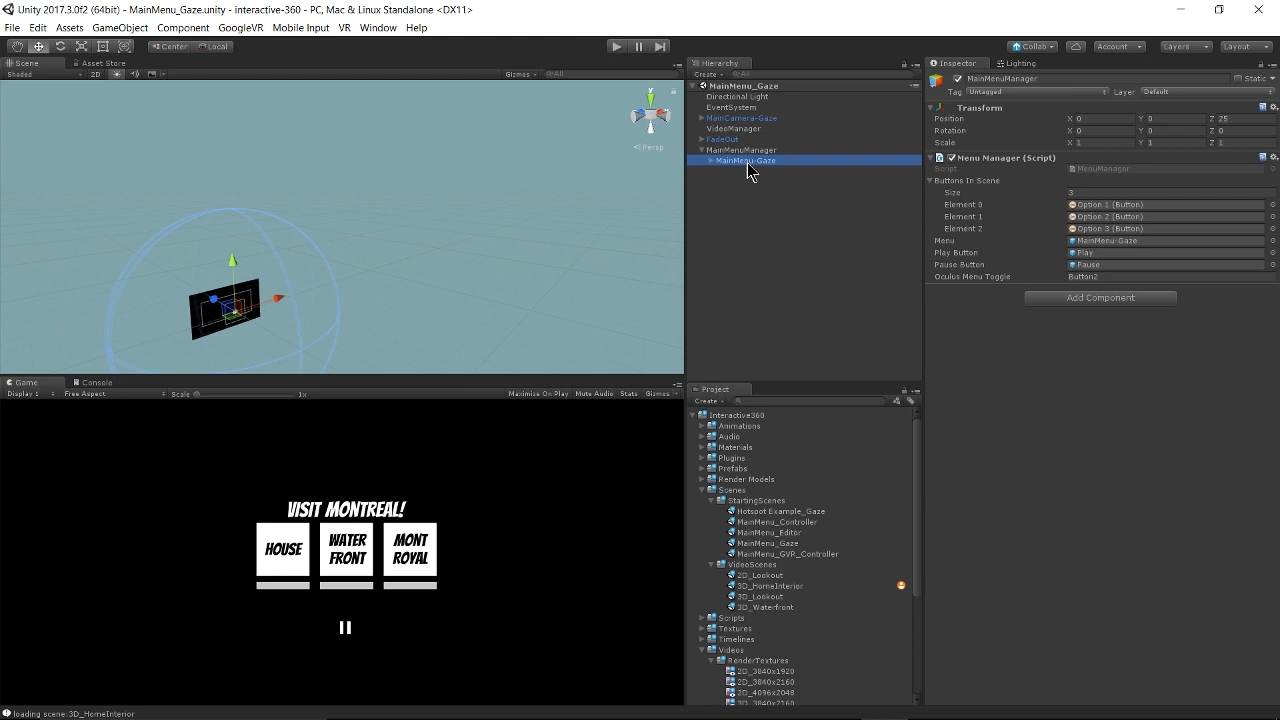 Unity 2017.3.0f2 (64bit) - MainMenu_Gaze.unity - interactive-360 - PC, Mac & Linux Standalone <DX11>
File Edit Assets GameObject Component GoogleVR Mobile Input VR Window Help
Center Local Collab Account Layers Layout
Scene Asset Store
Shaded 2D Gizmos All
Persp
Hierarchy
Create All
MainMenu_Gaze
Directional Light
EventSystem
MainCamera-Gaze
VideoManager
FadeOut
MainMenuManager
MainMenu-Gaze
Inspector Lighting
MainMenuManager Static
Tag Untagged Layer Default
Transform
Position X 0 Y 0 Z 25
Rotation X 0 Y 0 Z 0
Scale X 1 Y 1 Z 1
Menu Manager (Script)
Script MenuManager
Buttons In Scene
Size 3
Element 0 Option 1 (Button)
Element 1 Option 2 (Button)
Element 2 Option 3 (Button)
Menu MainMenu-Gaze
Play Button Play
Pause Button Pause
Oculus Menu Toggle Button2
Add Component
Game Console
Display 1 Free Aspect Scale 1x Maximize On Play Mute Audio Stats Gizmos
VISIT MONTREAL!
HOUSE
WATER
FRONT
MONT
ROYAL
Project
Create
Interactive360
Animations
Audio
Materials
Plugins
Prefabs
Render Models
Scenes
StartingScenes
Hotspot Example_Gaze
MainMenu_Controller
MainMenu_Editor
MainMenu_Gaze
MainMenu_GVR_Controller
VideoScenes
2D_Lookout
3D_HomeInterior
3D_Lookout
3D_Waterfront
Scripts
Textures
Timelines
Videos
RenderTextures
2D_3840x1920
2D_3840x2160
2D_4096x2048
3D_3840x2160
loading scene:3D_HomeInterior